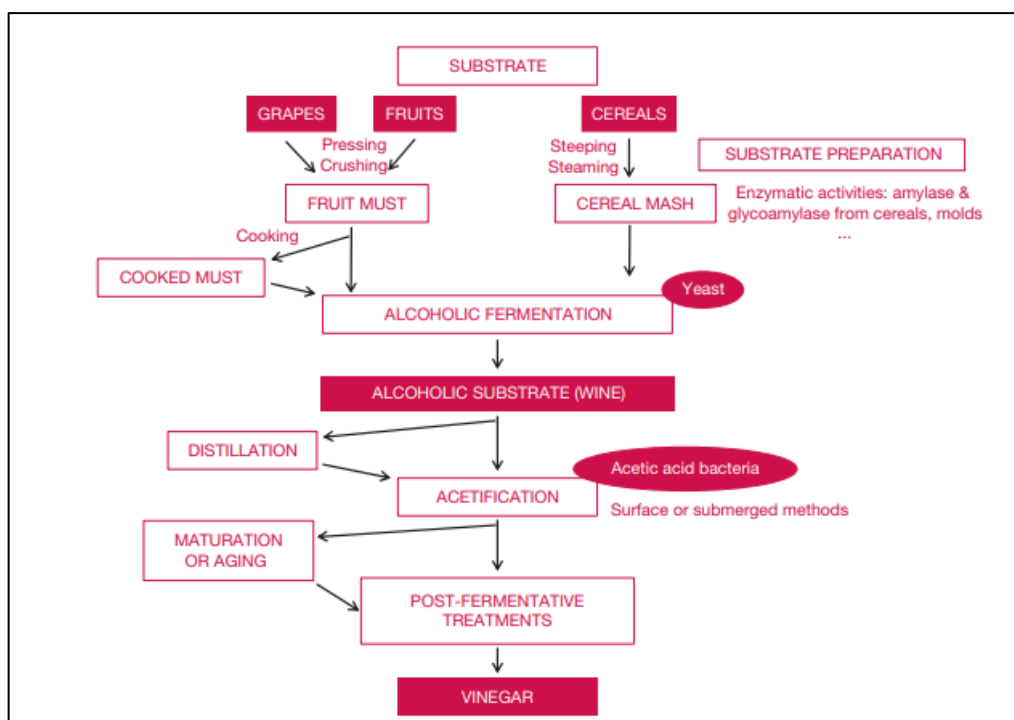 SUBSTRATE
GRAPES
FRUITS
CEREALS
Pressing
Crushing
Steeping
Steaming
SUBSTRATE PREPARATION
FRUIT MUST
CEREAL MASH
Enzymatic activities: amylase &
glycoamylase from cereals, molds
...
Cooking
COOKED MUST
Yeast
ALCOHOLIC FERMENTATION
ALCOHOLIC SUBSTRATE (WINE)
DISTILLATION
Acetic acid bacteria
ACETIFICATION
Surface or submerged methods
MATURATION
OR AGING
POST-FERMENTATIVE
TREATMENTS
VINEGAR